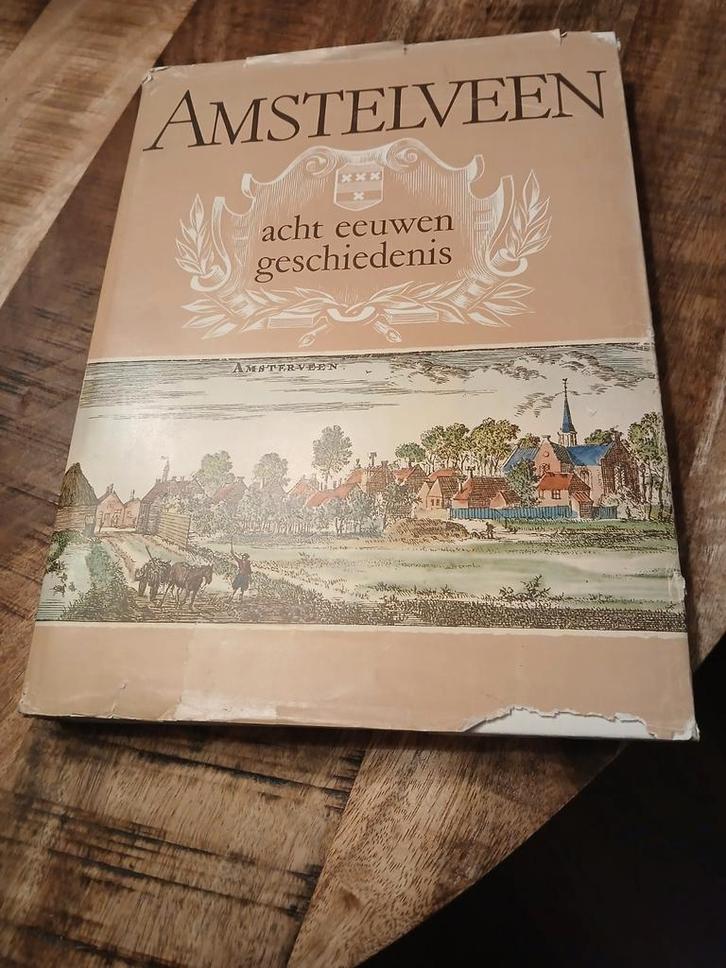 AMSTELVEEN
acht eeuwen
geschiedenis
AMSTERVEEN